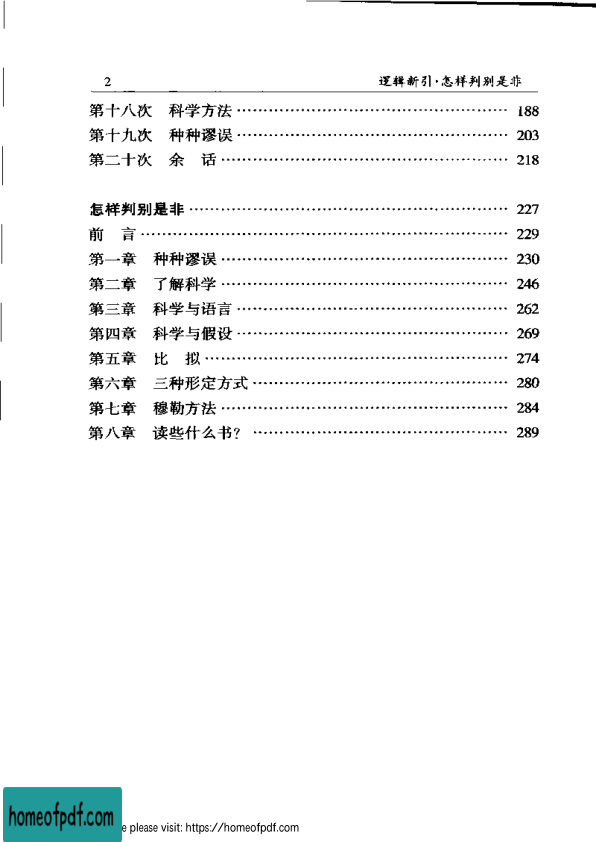 2 逻辑新引·怎样判别是非
第十八次 科学方法 …………………………………………… 188
第十九次 种种谬误 …………………………………………… 203
第二十次 余 话 …………………………………………… 218
怎样判别是非 …………………………………………… 227
前 言 …………………………………………… 229
第一章 种种谬误 …………………………………………… 230
第二章 了解科学 …………………………………………… 246
第三章 科学与语言 …………………………………………… 262
第四章 科学与假设 …………………………………………… 269
第五章 比 拟 …………………………………………… 274
第六章 三种形定方式 …………………………………………… 280
第七章 穆勒方法 …………………………………………… 284
第八章 读些什么书? …………………………………………… 289
homeofpdf.com
e please visit: https://homeofpdf.com